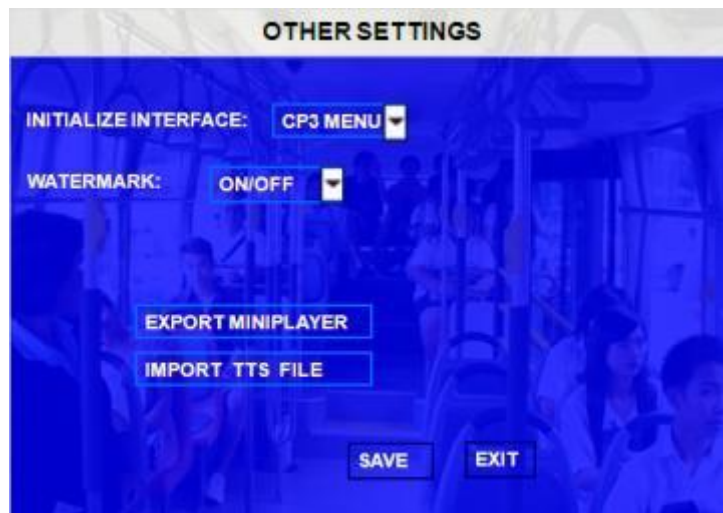 OTHER SETTINGS
INITIALIZE INTERFACE: CP3 MENU
WATERMARK: ON/OFF
EXPORT MINIPLAYER
IMPORT TTS FILE
SAVE EXIT